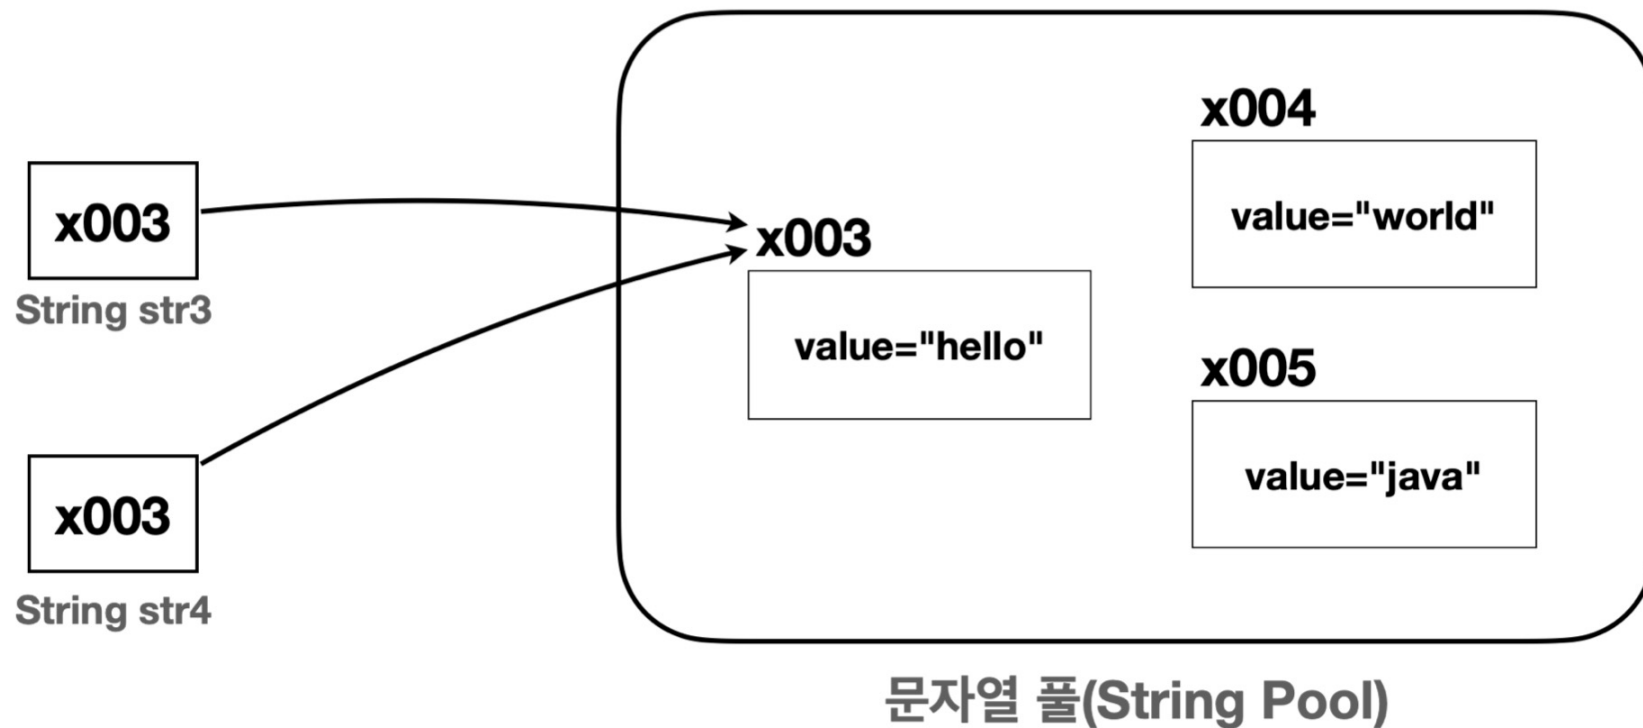 x003
String str3
x003
String str4
x003
value="hello"
x004
value="world"
x005
value="java"
문자열 풀(String Pool)